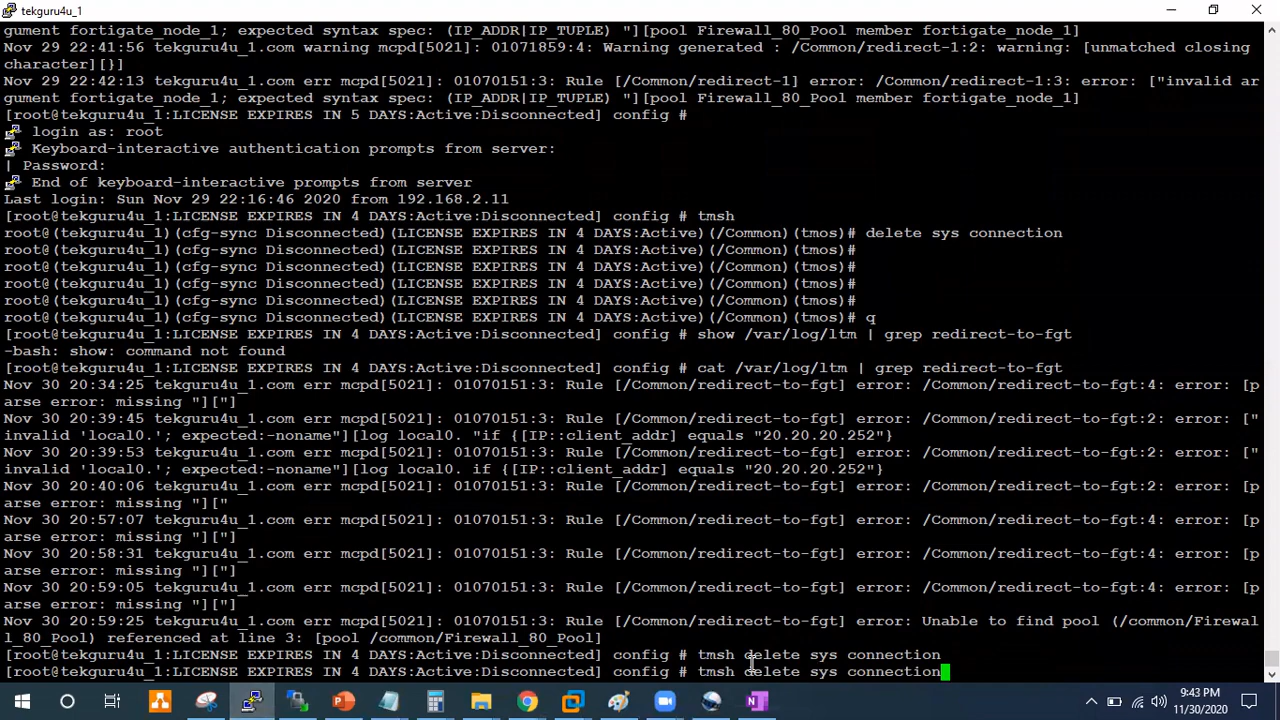 tekguru4u_1
gument fortigate_node_1; expected syntax spec: (IP_ADDR|IP_TUPLE) "][pool Firewall_80_Pool member fortigate_node_1]
Nov 29 22:41:56 tekguru4u_1.com warning mcpd[5021]: 01071859:4: Warning generated : /Common/redirect-1:2: warning: [unmatched closing
character][}]
Nov 29 22:42:13 tekguru4u_1.com err mcpd[5021]: 01070151:3: Rule [/Common/redirect-1] error: /Common/redirect-1:3: error: ["invalid ar
gument fortigate_node_1; expected syntax spec: (IP_ADDR|IP_TUPLE) "][pool Firewall_80_Pool member fortigate_node_1]
[root@tekguru4u_1:LICENSE EXPIRES IN 5 DAYS:Active:Disconnected] config #
login as: root
Keyboard-interactive authentication prompts from server:
| Password:
End of keyboard-interactive prompts from server
Last login: Sun Nov 29 22:16:46 2020 from 192.168.2.11
[root@tekguru4u_1:LICENSE EXPIRES IN 4 DAYS:Active:Disconnected] config # tmsh
root@(tekguru4u_1)(cfg-sync Disconnected)(LICENSE EXPIRES IN 4 DAYS:Active)(/Common)(tmos)# delete sys connection
root@(tekguru4u_1)(cfg-sync Disconnected)(LICENSE EXPIRES IN 4 DAYS:Active)(/Common)(tmos)#
root@(tekguru4u_1)(cfg-sync Disconnected)(LICENSE EXPIRES IN 4 DAYS:Active)(/Common)(tmos)#
root@(tekguru4u_1)(cfg-sync Disconnected)(LICENSE EXPIRES IN 4 DAYS:Active)(/Common)(tmos)#
root@(tekguru4u_1)(cfg-sync Disconnected)(LICENSE EXPIRES IN 4 DAYS:Active)(/Common)(tmos)#
root@(tekguru4u_1)(cfg-sync Disconnected)(LICENSE EXPIRES IN 4 DAYS:Active)(/Common)(tmos)# q
[root@tekguru4u_1:LICENSE EXPIRES IN 4 DAYS:Active:Disconnected] config # show /var/log/ltm | grep redirect-to-fgt
-bash: show: command not found
[root@tekguru4u_1:LICENSE EXPIRES IN 4 DAYS:Active:Disconnected] config # cat /var/log/ltm | grep redirect-to-fgt
Nov 30 20:34:25 tekguru4u_1.com err mcpd[5021]: 01070151:3: Rule [/Common/redirect-to-fgt] error: /Common/redirect-to-fgt:4: error: [p
arse error: missing "]["]
Nov 30 20:39:45 tekguru4u_1.com err mcpd[5021]: 01070151:3: Rule [/Common/redirect-to-fgt] error: /Common/redirect-to-fgt:2: error: ["
invalid 'local0.'; expected:-noname"][log local0. "if {[IP::client_addr] equals "20.20.20.252"}
Nov 30 20:39:53 tekguru4u_1.com err mcpd[5021]: 01070151:3: Rule [/Common/redirect-to-fgt] error: /Common/redirect-to-fgt:2: error: ["
invalid 'local0.'; expected:-noname"][log local0. if {[IP::client_addr] equals "20.20.20.252"}
Nov 30 20:40:06 tekguru4u_1.com err mcpd[5021]: 01070151:3: Rule [/Common/redirect-to-fgt] error: /Common/redirect-to-fgt:2: error: [p
arse error: missing "]["
Nov 30 20:57:07 tekguru4u_1.com err mcpd[5021]: 01070151:3: Rule [/Common/redirect-to-fgt] error: /Common/redirect-to-fgt:4: error: [p
arse error: missing "]["]
Nov 30 20:58:31 tekguru4u_1.com err mcpd[5021]: 01070151:3: Rule [/Common/redirect-to-fgt] error: /Common/redirect-to-fgt:4: error: [p
arse error: missing "]["]
Nov 30 20:59:05 tekguru4u_1.com err mcpd[5021]: 01070151:3: Rule [/Common/redirect-to-fgt] error: /Common/redirect-to-fgt:4: error: [p
arse error: missing "]["]
Nov 30 20:59:25 tekguru4u_1.com err mcpd[5021]: 01070151:3: Rule [/Common/redirect-to-fgt] error: Unable to find pool (/common/Firewal
l_80_Pool) referenced at line 3: [pool /common/Firewall_80_Pool]
[root@tekguru4u_1:LICENSE EXPIRES IN 4 DAYS:Active:Disconnected] config # tmsh delete sys connection
[root@tekguru4u_1:LICENSE EXPIRES IN 4 DAYS:Active:Disconnected] config # tmsh delete sys connection
9:43 PM
11/30/2020